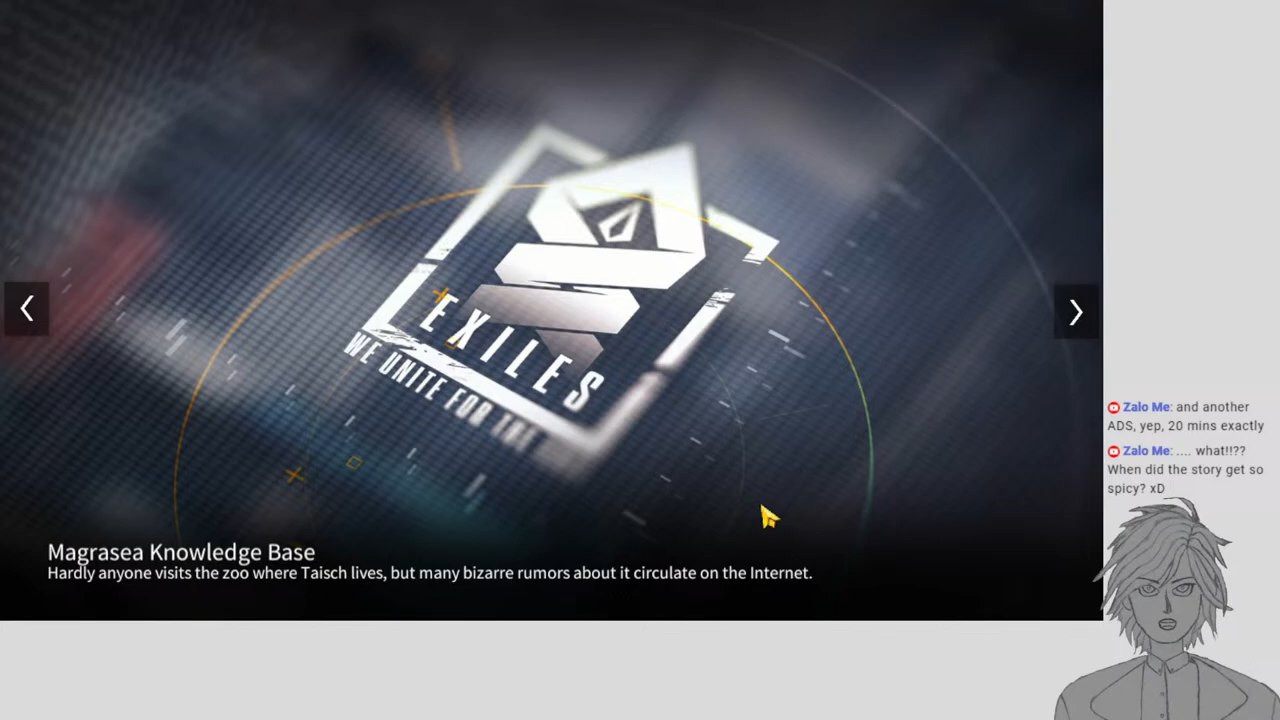 EXILES
WE UNITE FOR THE
Magrasea Knowledge Base
Hardly anyone visits the zoo where Taisch lives, but many bizarre rumors about it circulate on the Internet.
Zalo Me: and another
ADS, yep, 20 mins exactly
Zalo Me: .... what!!??
When did the story get so
spicy? xD